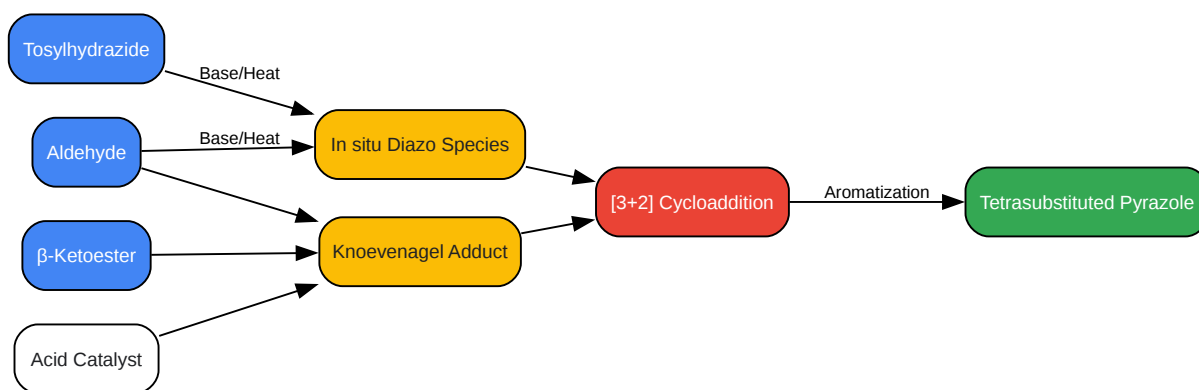 Tosylhydrazide
Base/Heat
Aldehyde
Base/Heat
In situ Diazo Species
β-Ketoester
Knoevenagel Adduct
Acid Catalyst
[3+2] Cycloaddition
Aromatization
Tetrasubstituted Pyrazole